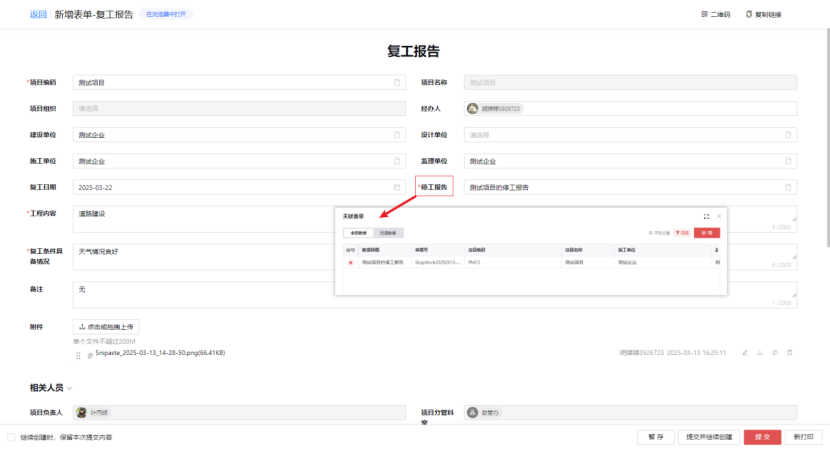 返回 新增表单-复工报告 在浏览器中打开 二维码 复制链接
复工报告
*项目编码 测试项目 项目名称 测试项目
项目组织 请选择 经办人 胡婷婷3926723
建设单位 测试企业 设计单位 请选择
施工单位 测试企业 监理单位 测试企业
复工日期 2025-03-22 *停工报告 测试项目的停工报告
*工程内容 道路建设
4/2000
关联表单
全部数据 已选数据 字段设置 筛选
序号 数据标题 单据号 项目编码 项目名称 施工单位
测试项目的停工报告 PMCS 测试项目 测试企业
*复工条件具备情况 天气情况良好
6/2000
备注 无
1/2000
附件 点击或拖拽上传
单个文件不超过200M
Snipaste_2025-03-13_14-28-50.png(66.41KB) 胡婷婷3926723 2025-03-13 16:25:11
相关人员
项目负责人 项目分管科室
继续创建时，保留本次提交内容 暂存 提交并继续创建 提交 新打印